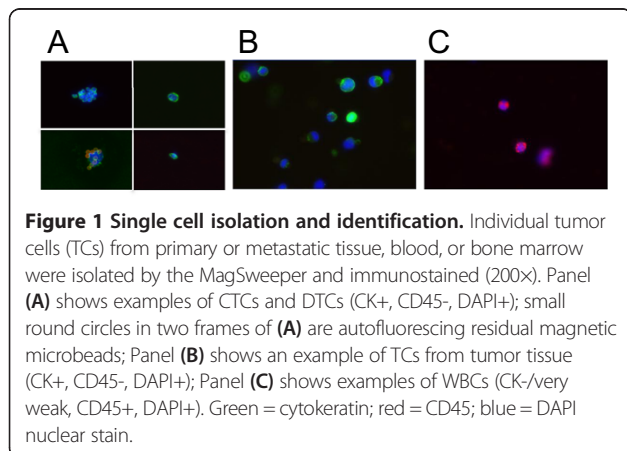 A B C
Figure 1 Single cell isolation and identification. Individual tumor
cells (TCs) from primary or metastatic tissue, blood, or bone marrow
were isolated by the MagSweeper and immunostained (200×). Panel
(A) shows examples of CTCs and DTCs (CK+, CD45-, DAPI+); small
round circles in two frames of (A) are autofluorescing residual magnetic
microbeads; Panel (B) shows an example of TCs from tumor tissue
(CK+, CD45-, DAPI+); Panel (C) shows examples of WBCs (CK-/very
weak, CD45+, DAPI+). Green = cytokeratin; red = CD45; blue = DAPI
nuclear stain.